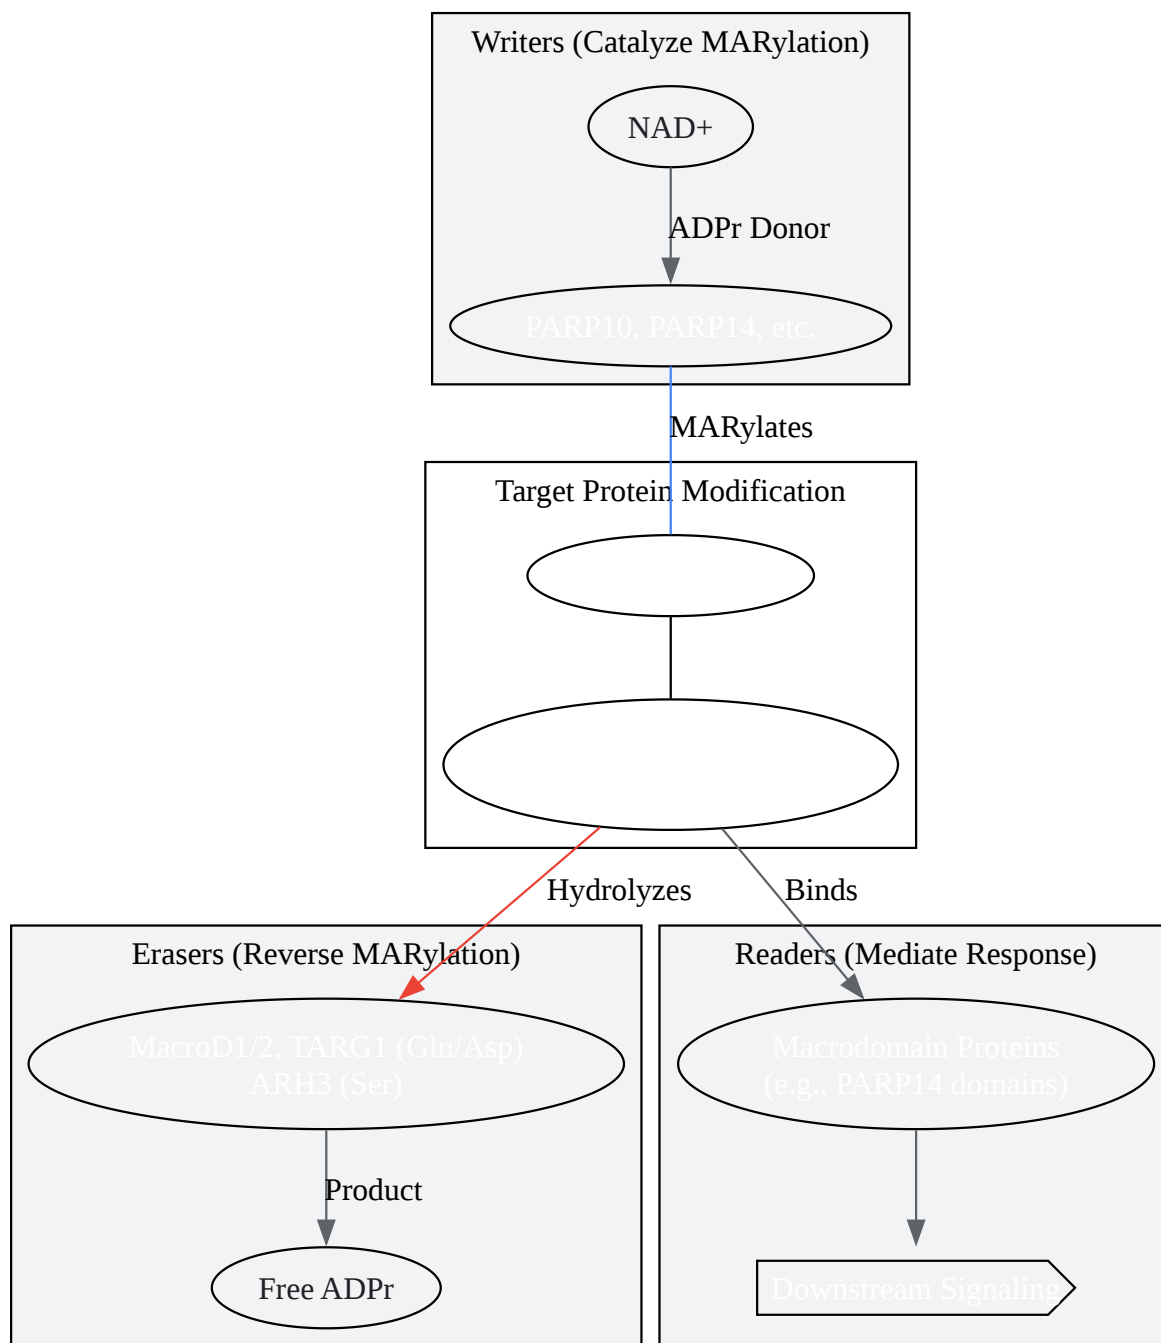 Writers (Catalyze MARylation)
NAD+
ADPr Donor
PARP10, PARP14, etc.
MARylates
Target Protein Modification
Hydrolyzes
Binds
Erasers (Reverse MARylation)
Readers (Mediate Response)
MacroD1/2, TARG1 (Glu/Asp)
ARH3 (Ser)
Macrodomain Proteins
(e.g., PARP14 domains)
Product
Free ADPr
Downstream Signaling